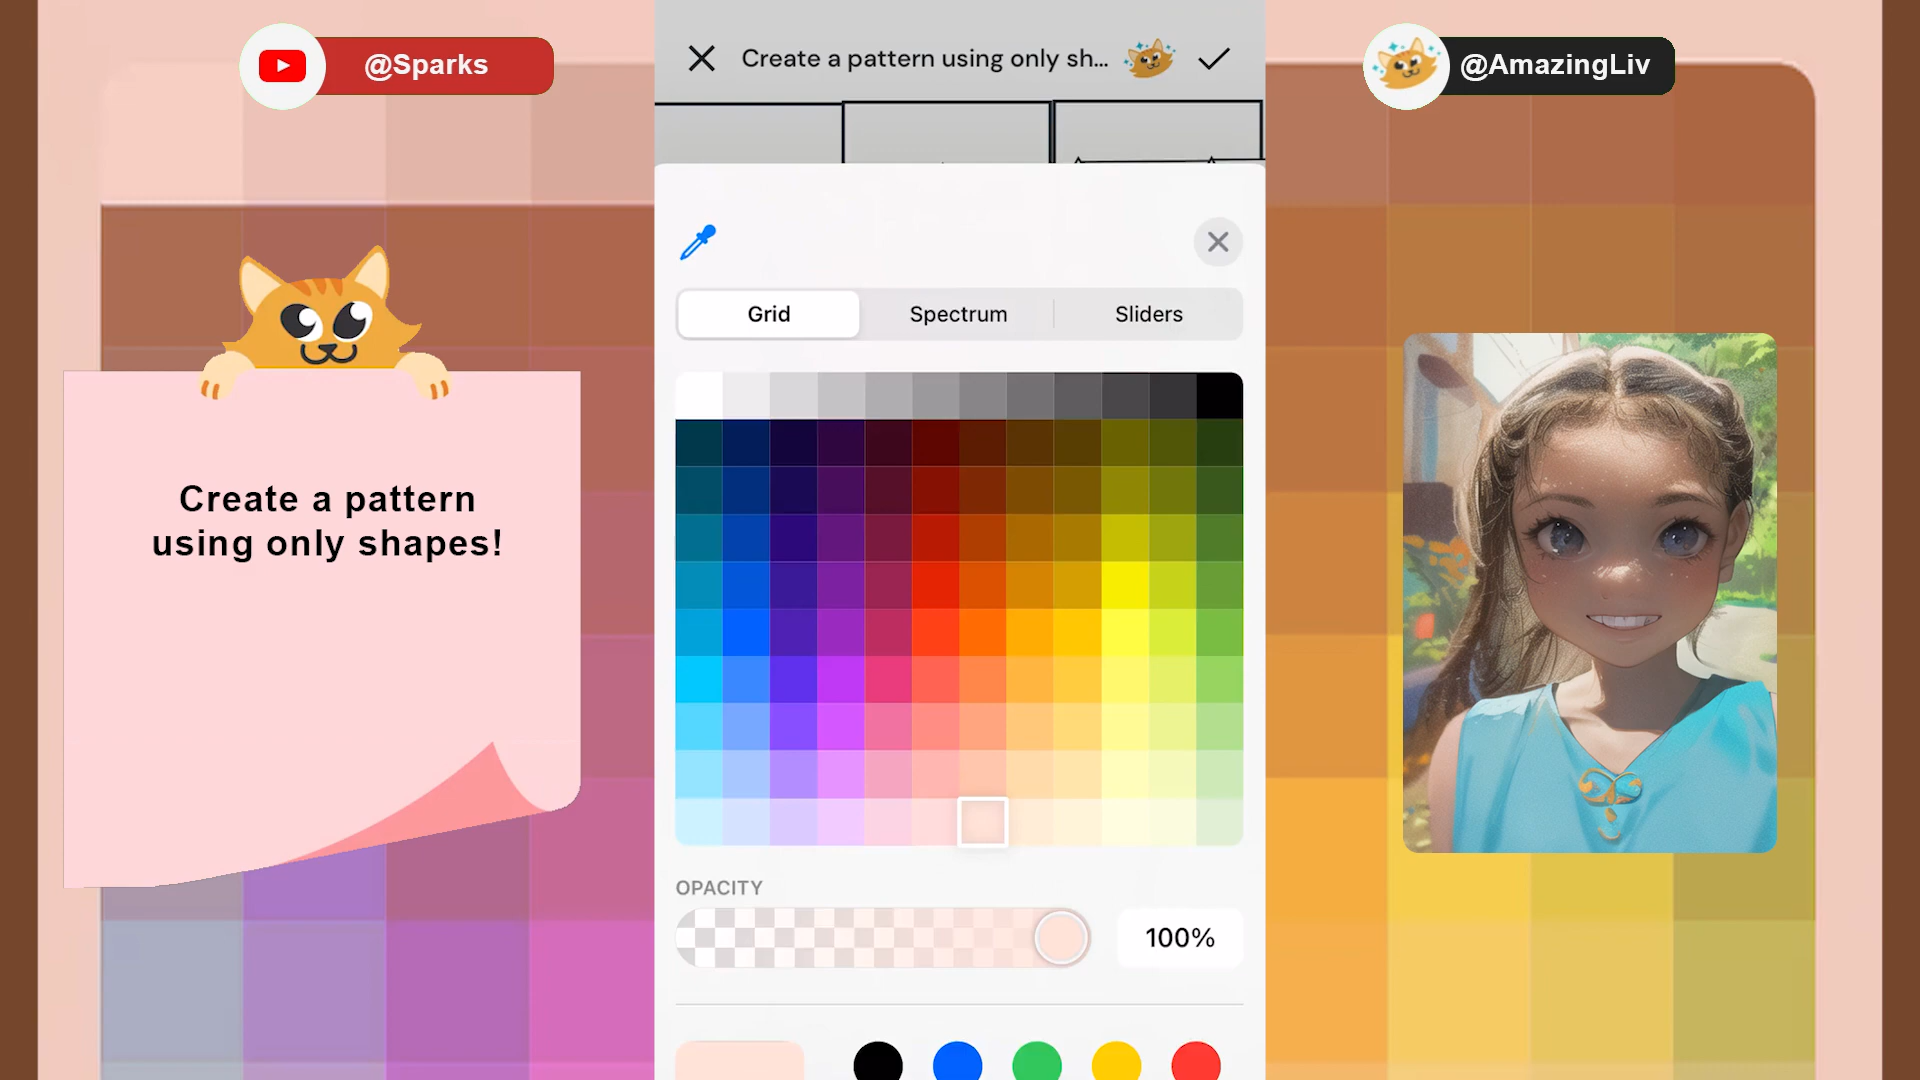 @Sparks
Create a pattern using only sh...
@AmazingLiv
Grid
Spectrum
Sliders
Create a pattern
using only shapes!
OPACITY
100%